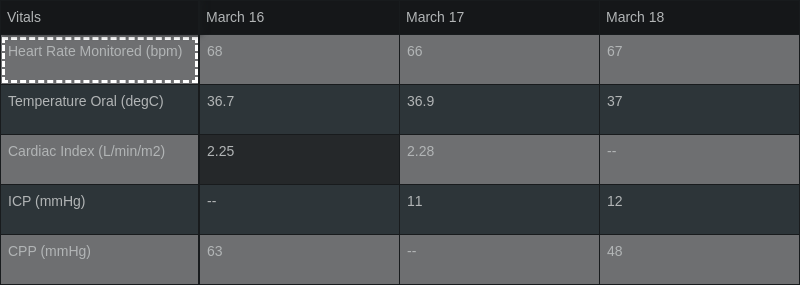 Vitals March 16 March 17 March 18
Heart Rate Monitored (bpm) 68 66 67
Temperature Oral (degC) 36.7 36.9 37
Cardiac Index (L/min/m2) 2.25 2.28 --
ICP (mmHg) -- 11 12
CPP (mmHg) 63 -- 48